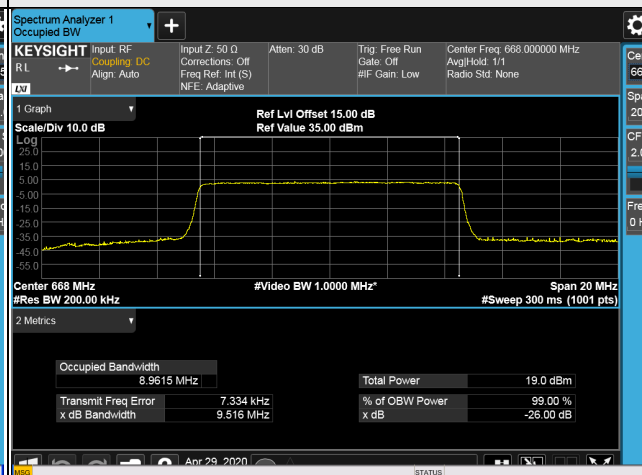 Spectrum Analyzer 1
Occupied BW
KEYSIGHT
R L
LXI
Input: RF
Coupling: DC
Align: Auto
Input Z: 50 Ω
Corrections: Off
Freq Ref: Int (S)
NFE: Adaptive
Atten: 30 dB
Trig: Free Run
Gate: Off
#IF Gain: Low
Center Freq: 668.000000 MHz
Avg|Hold: 1/1
Radio Std: None
1 Graph
Scale/Div 10.0 dB
Ref Lvl Offset 15.00 dB
Ref Value 35.00 dBm
Log
25.0
15.0
5.00
-5.00
-15.0
-25.0
-35.0
-45.0
-55.0
Center 668 MHz
#Res BW 200.00 kHz
#Video BW 1.0000 MHz*
Span 20 MHz
#Sweep 300 ms (1001 pts)
2 Metrics
Occupied Bandwidth
8.9615 MHz
Total Power 19.0 dBm
Transmit Freq Error 7.334 kHz
% of OBW Power 99.00 %
x dB Bandwidth 9.516 MHz
x dB -26.00 dB
Apr 29, 2020
MSG
STATUS